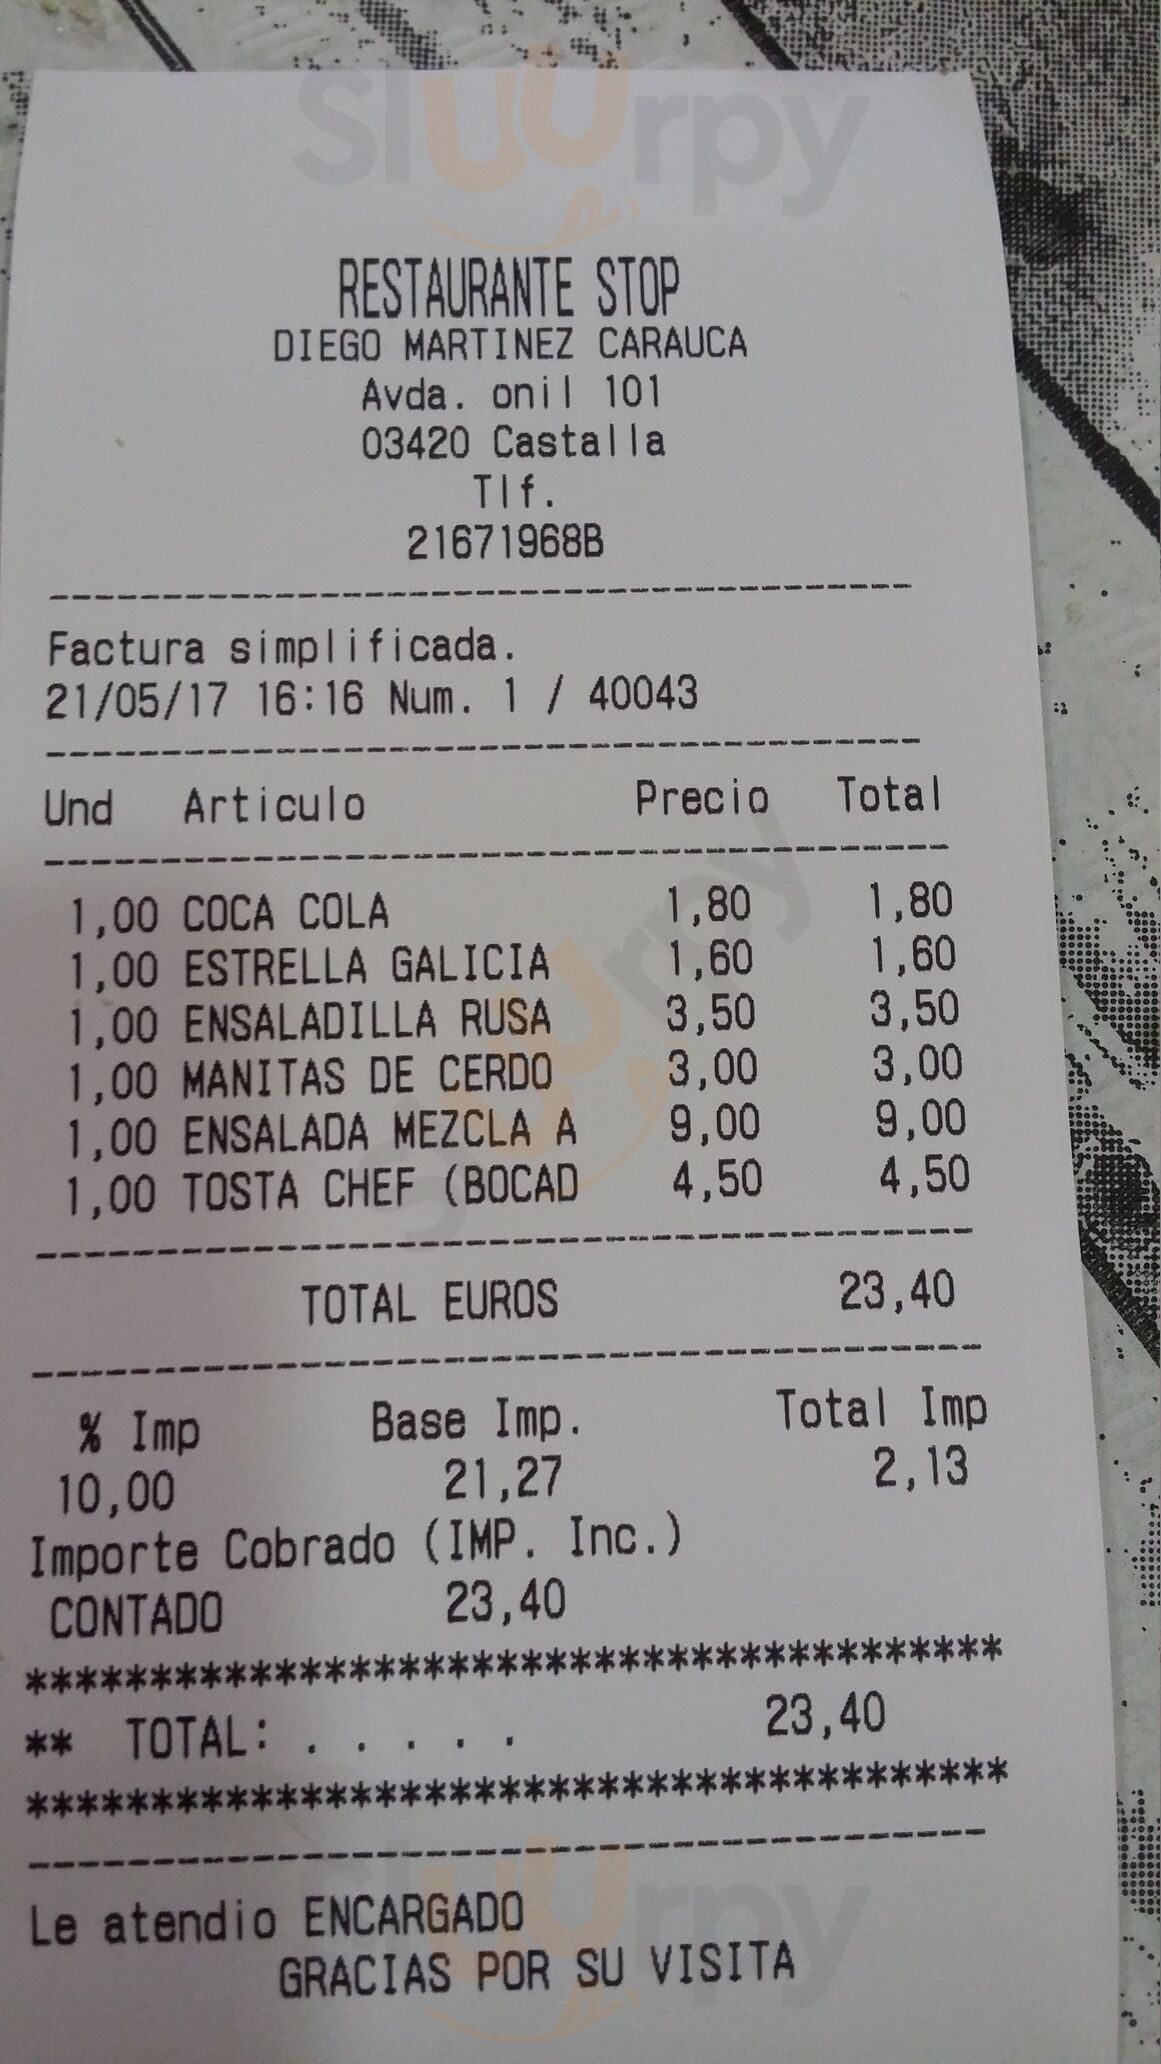 Sluurpy
RESTAURANTE STOP
DIEGO MARTINEZ CARAUCA
Avda. onil 101
03420 Castalla
Tlf.
21671968B
Factura simplificada.
21/05/17 16:16 Num. 1 / 40043
Und Articulo Precio Total
1,00 COCA COLA 1,80 1,80
1,00 ESTRELLA GALICIA 1,60 1,60
1,00 ENSALADILLA RUSA 3,50 3,50
1,00 MANITAS DE CERDO 3,00 3,00
1,00 ENSALADA MEZCLA A 9,00 9,00
1,00 TOSTA CHEF (BOCAD 4,50 4,50
Sluurpy
TOTAL EUROS 23,40
% Imp Base Imp. Total Imp
10,00 21,27 2,13
Importe Cobrado (IMP. Inc.)
CONTADO 23,40
****************************************
** TOTAL: . . . . . 23,40
****************************************
Le atendio ENCARGADO
GRACIAS POR SU VISITA
Sluurpy